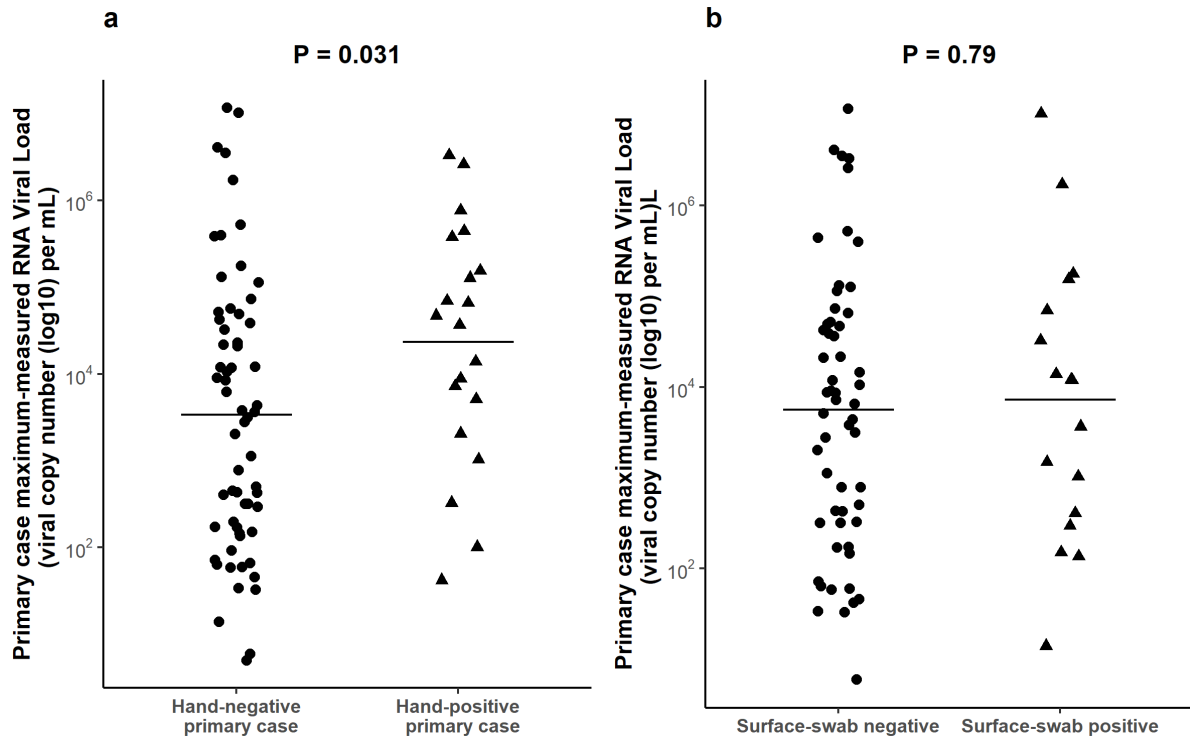 a
P = 0.031
Primary case maximum-measured RNA Viral Load
(viral copy number (log10) per mL)
10^6
10^4
10^2
Hand-negative
primary case
Hand-positive
primary case
b
P = 0.79
Primary case maximum-measured RNA Viral Load
(viral copy number (log10) per mL)L
10^6
10^4
10^2
Surface-swab negative
Surface-swab positive